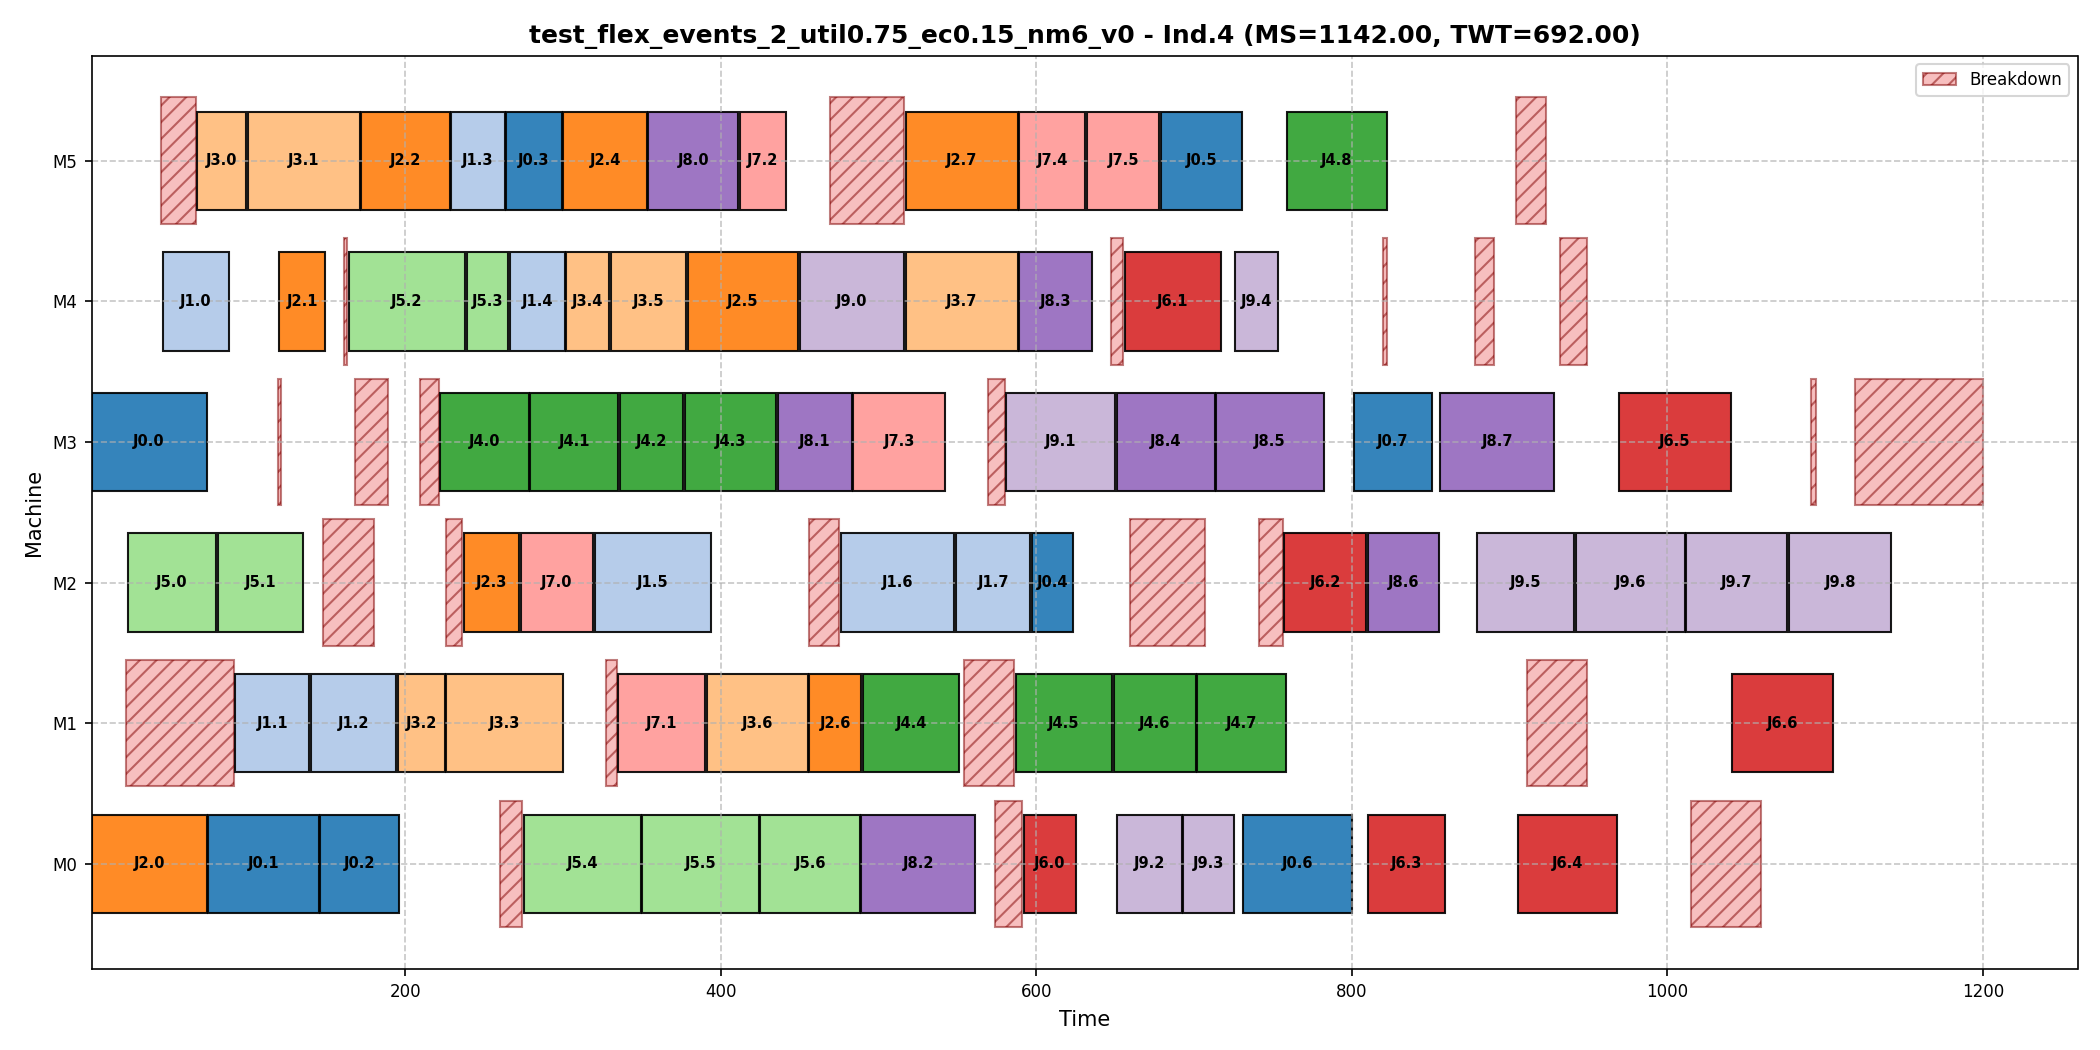 test_flex_events_2_util0.75_ec0.15_nm6_v0 - Ind.4 (MS=1142.00, TWT=692.00)
Breakdown
M5 J3.0 J3.1 J2.2 J1.3 J0.3 J2.4 J8.0 J7.2 J2.7 J7.4 J7.5 J0.5 J4.8
M4 J1.0 J2.1 J5.2 J5.3 J1.4 J3.4 J3.5 J2.5 J9.0 J3.7 J8.3 J6.1 J9.4
M3 J0.0 J4.0 J4.1 J4.2 J4.3 J8.1 J7.3 J9.1 J8.4 J8.5 J0.7 J8.7 J6.5
M2 J5.0 J5.1 J2.3 J7.0 J1.5 J1.6 J1.7 J0.4 J6.2 J8.6 J9.5 J9.6 J9.7 J9.8
M1 J1.1 J1.2 J3.2 J3.3 J7.1 J3.6 J2.6 J4.4 J4.5 J4.6 J4.7 J6.6
M0 J2.0 J0.1 J0.2 J5.4 J5.5 J5.6 J8.2 J6.0 J9.2 J9.3 J0.6 J6.3 J6.4
Machine
200 400 600 800 1000 1200
Time